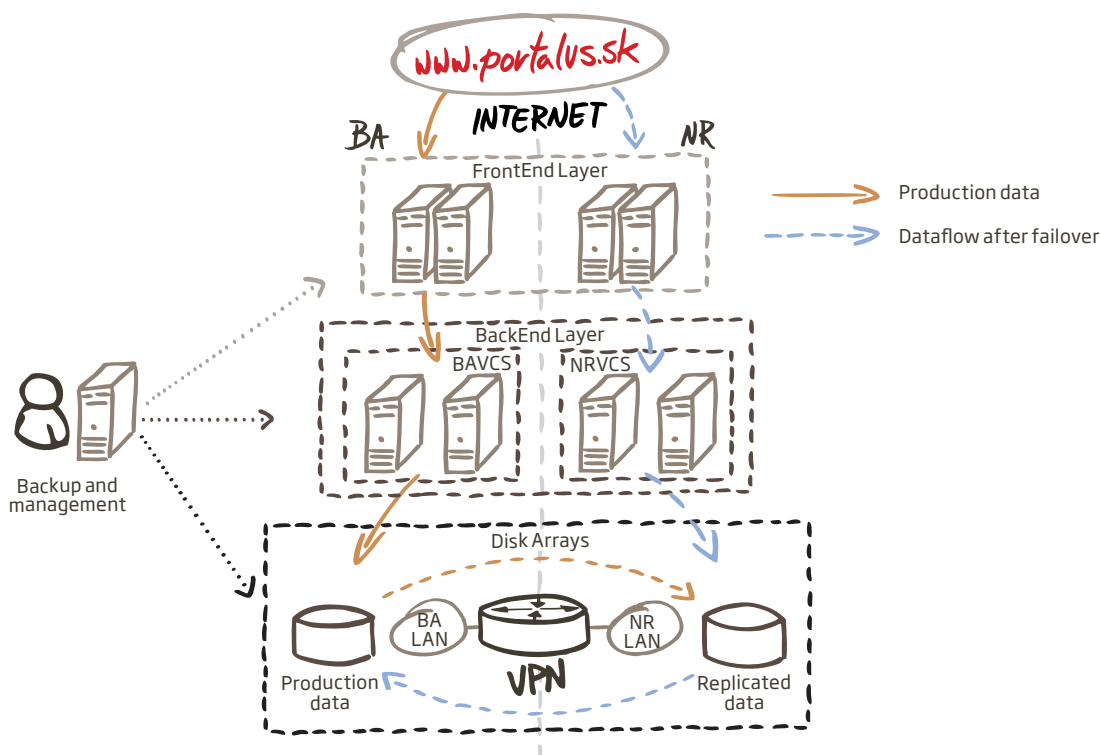 www.portalvs.sk
INTERNET
BA
NR
FrontEnd Layer
Production data
Dataflow after failover
BackEnd Layer
BAVCS
NRVCS
Backup and
management
Disk Arrays
BA
LAN
NR
LAN
VPN
Production
data
Replicated
data